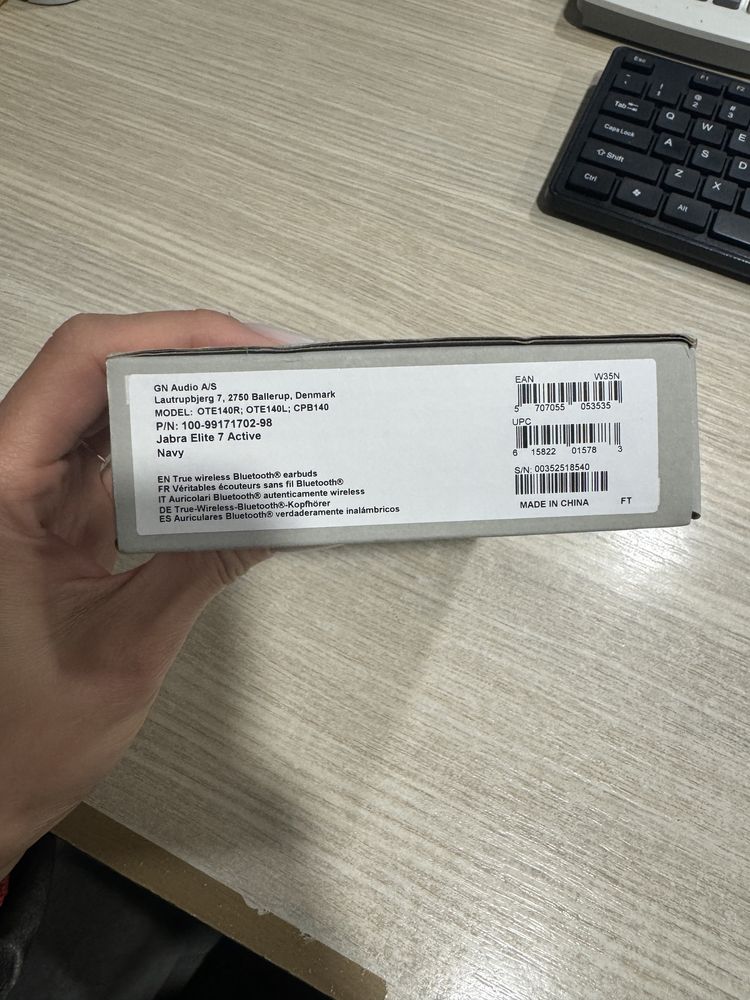 GN Audio A/S
Lautrupbjerg 7, 2750 Ballerup, Denmark
MODEL: OTE140R; OTE140L; CPB140
P/N: 100-99171702-98
Jabra Elite 7 Active
Navy
EN True wireless Bluetooth® earbuds
FR Véritables écouteurs sans fil Bluetooth®
IT Auricolari Bluetooth® autenticamente wireless
DE True-Wireless-Bluetooth®-Kopfhörer
ES Auriculares Bluetooth® verdaderamente inalámbricos
EAN W35N
5 707055 053535
UPC
6 15822 01578 3
S/N: 00352518540
MADE IN CHINA FT
Esc F1 F2
~ ` ! 1 @ 2 # 3
Tab Q W E
Caps Lock A S D
Shift Z X
Ctrl Alt